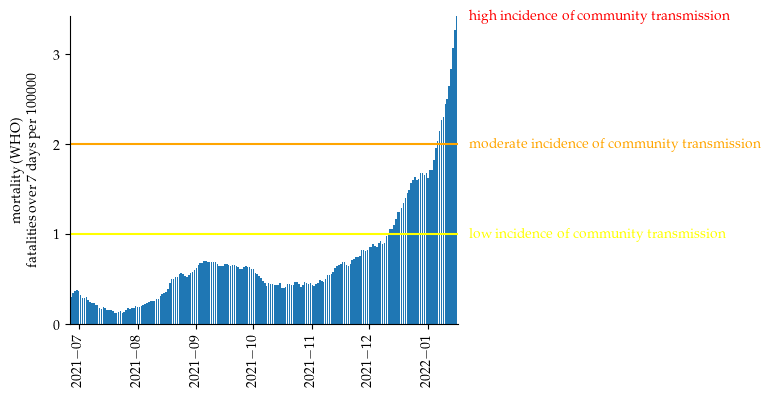 high incidence of community transmission
3
mortality (WHO)
fatalities over 7 days per 100000
2
moderate incidence of community transmission
1
low incidence of community transmission
0
2021−07
2021−08
2021−09
2021−10
2021−11
2021−12
2022−01